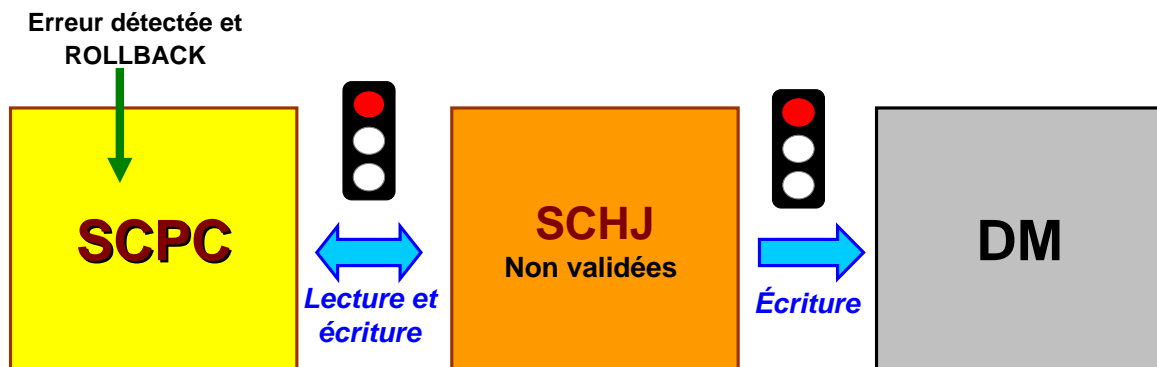 Erreur détectée et
ROLLBACK
SCPC
Lecture et
écriture
SCHJ
Non validées
Écriture
DM